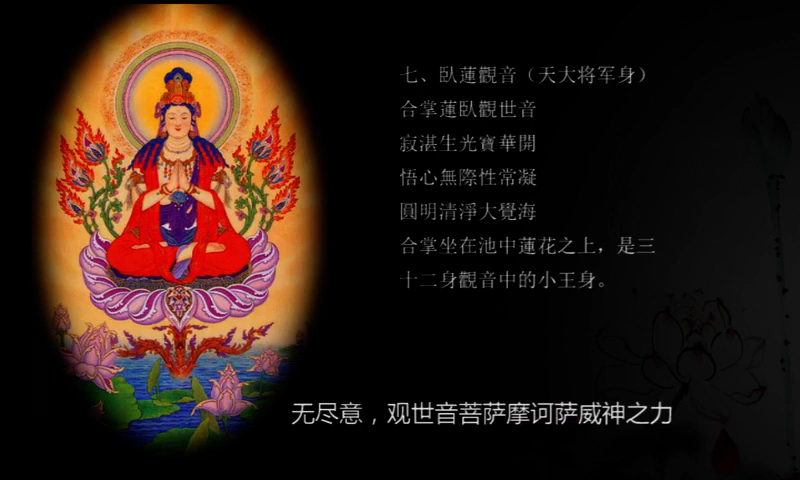 七、臥蓮觀音（天大将军身）
合掌蓮臥觀世音
寂湛生光寶華開
悟心無際性常凝
圓明清淨大覺海
合掌坐在池中蓮花之上，是三
十二身觀音中的小王身。
无尽意，观世音菩萨摩诃萨威神之力